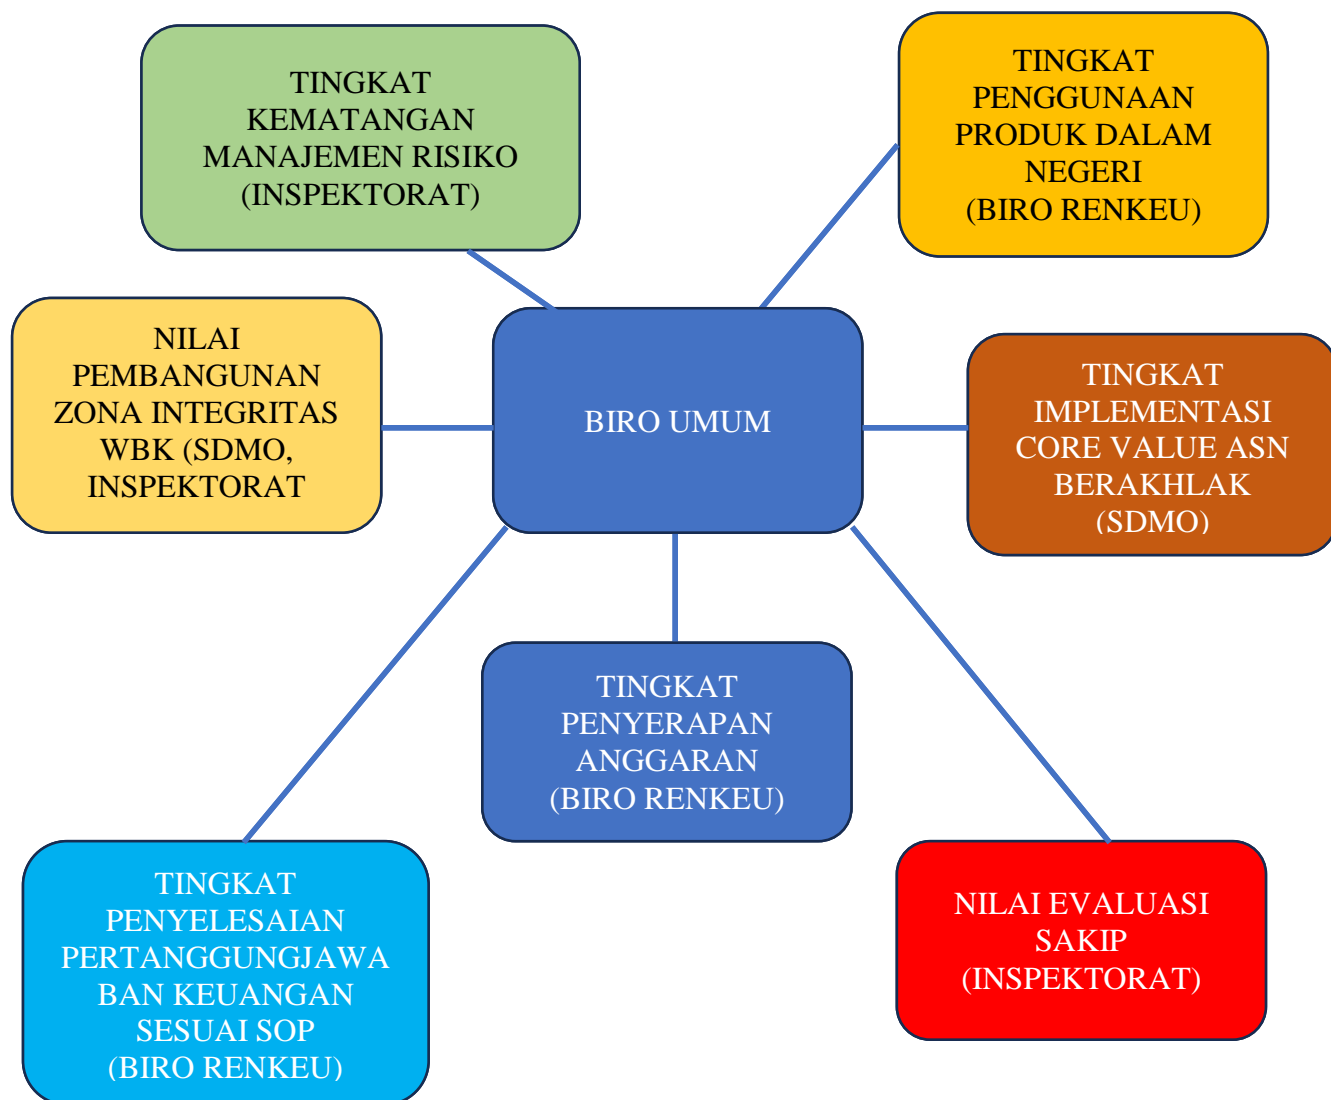 TINGKAT
KEMATANGAN
MANAJEMEN RISIKO
(INSPEKTORAT)
TINGKAT
PENGGUNAAN
PRODUK DALAM
NEGERI
(BIRO RENKEU)
NILAI
PEMBANGUNAN
ZONA INTEGRITAS
WBK (SDMO,
INSPEKTORAT
BIRO UMUM
TINGKAT
IMPLEMENTASI
CORE VALUE ASN
BERAKHLAK
(SDMO)
TINGKAT
PENYERAPAN
ANGGARAN
(BIRO RENKEU)
TINGKAT
PENYELESAIAN
PERTANGGUNGJAWA
BAN KEUANGAN
SESUAI SOP
(BIRO RENKEU)
NILAI EVALUASI
SAKIP
(INSPEKTORAT)